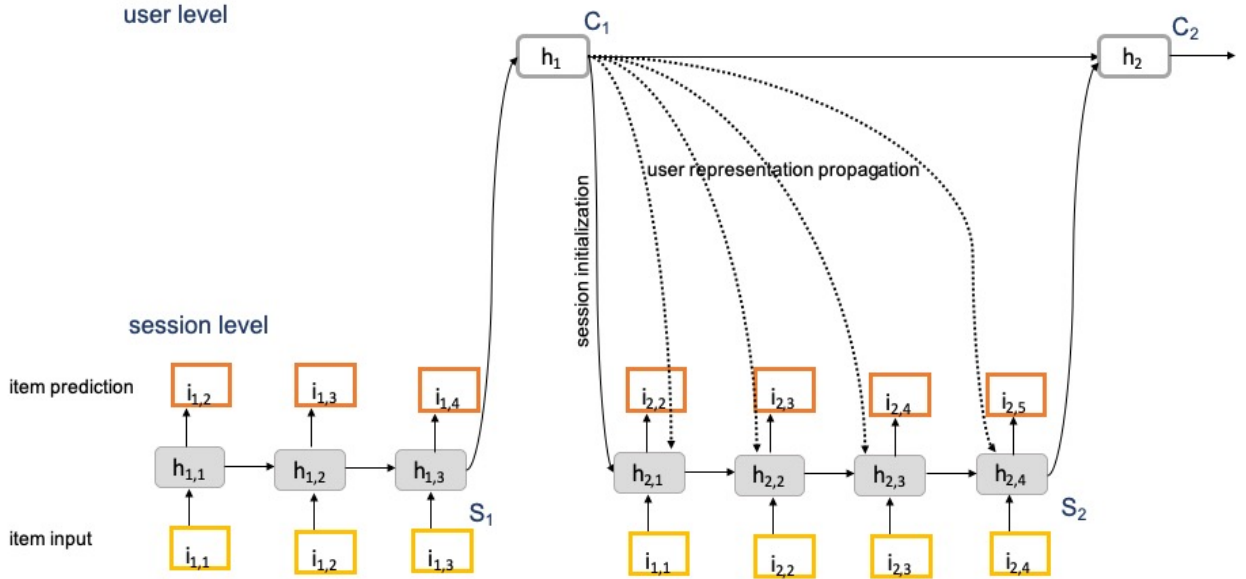 user level
C₁
C₂
h₁
h₂
user representation propagation
session initialization
session level
item prediction
i₁,₂
i₁,₃
i₁,₄
i₂,₂
i₂,₃
i₂,₄
i₂,₅
h₁,₁
h₁,₂
h₁,₃
h₂,₁
h₂,₂
h₂,₃
h₂,₄
S₁
S₂
item input
i₁,₁
i₁,₂
i₁,₃
i₁,₁
i₂,₂
i₂,₃
i₂,₄